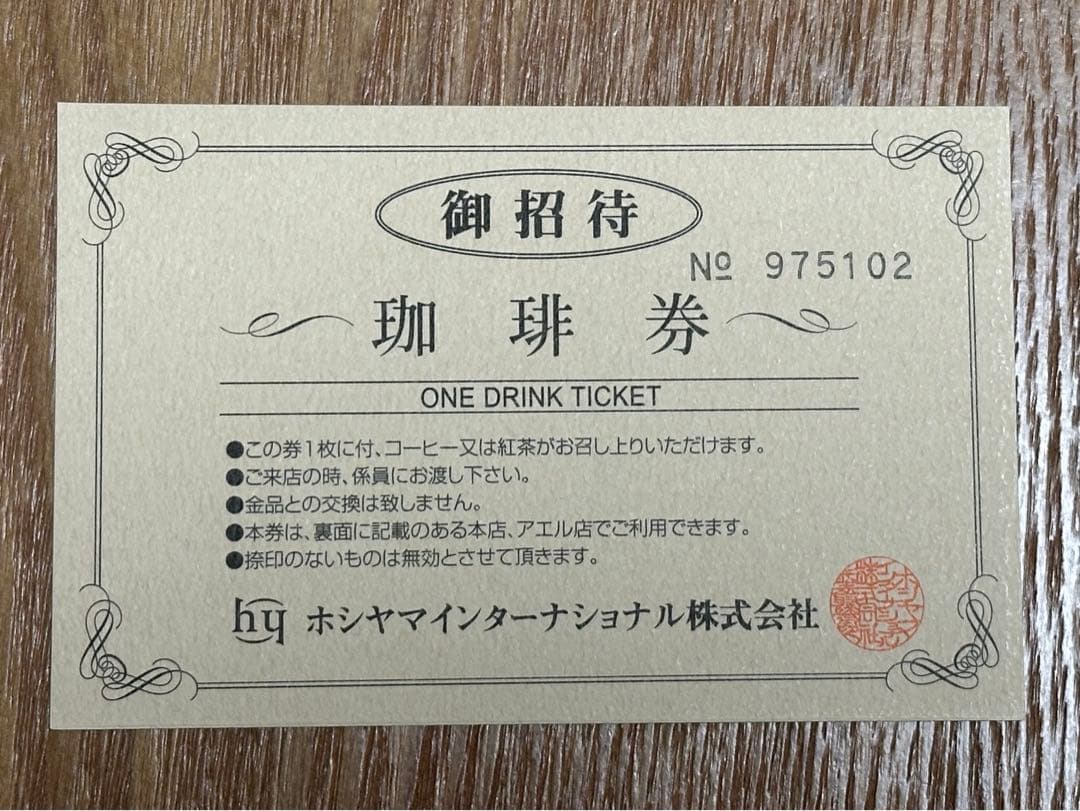 御招待
№ 975102
珈琲券
ONE DRINK TICKET
●この券1枚に付、コーヒー又は紅茶がお召し上りいただけます。
●ご来店の時、係員にお渡し下さい。
●金品との交換は致しません。
●本券は、裏面に記載のある本店、アエル店でご利用できます。
●捺印のないものは無効とさせて頂きます。
hy ホシヤマインターナショナル株式会社